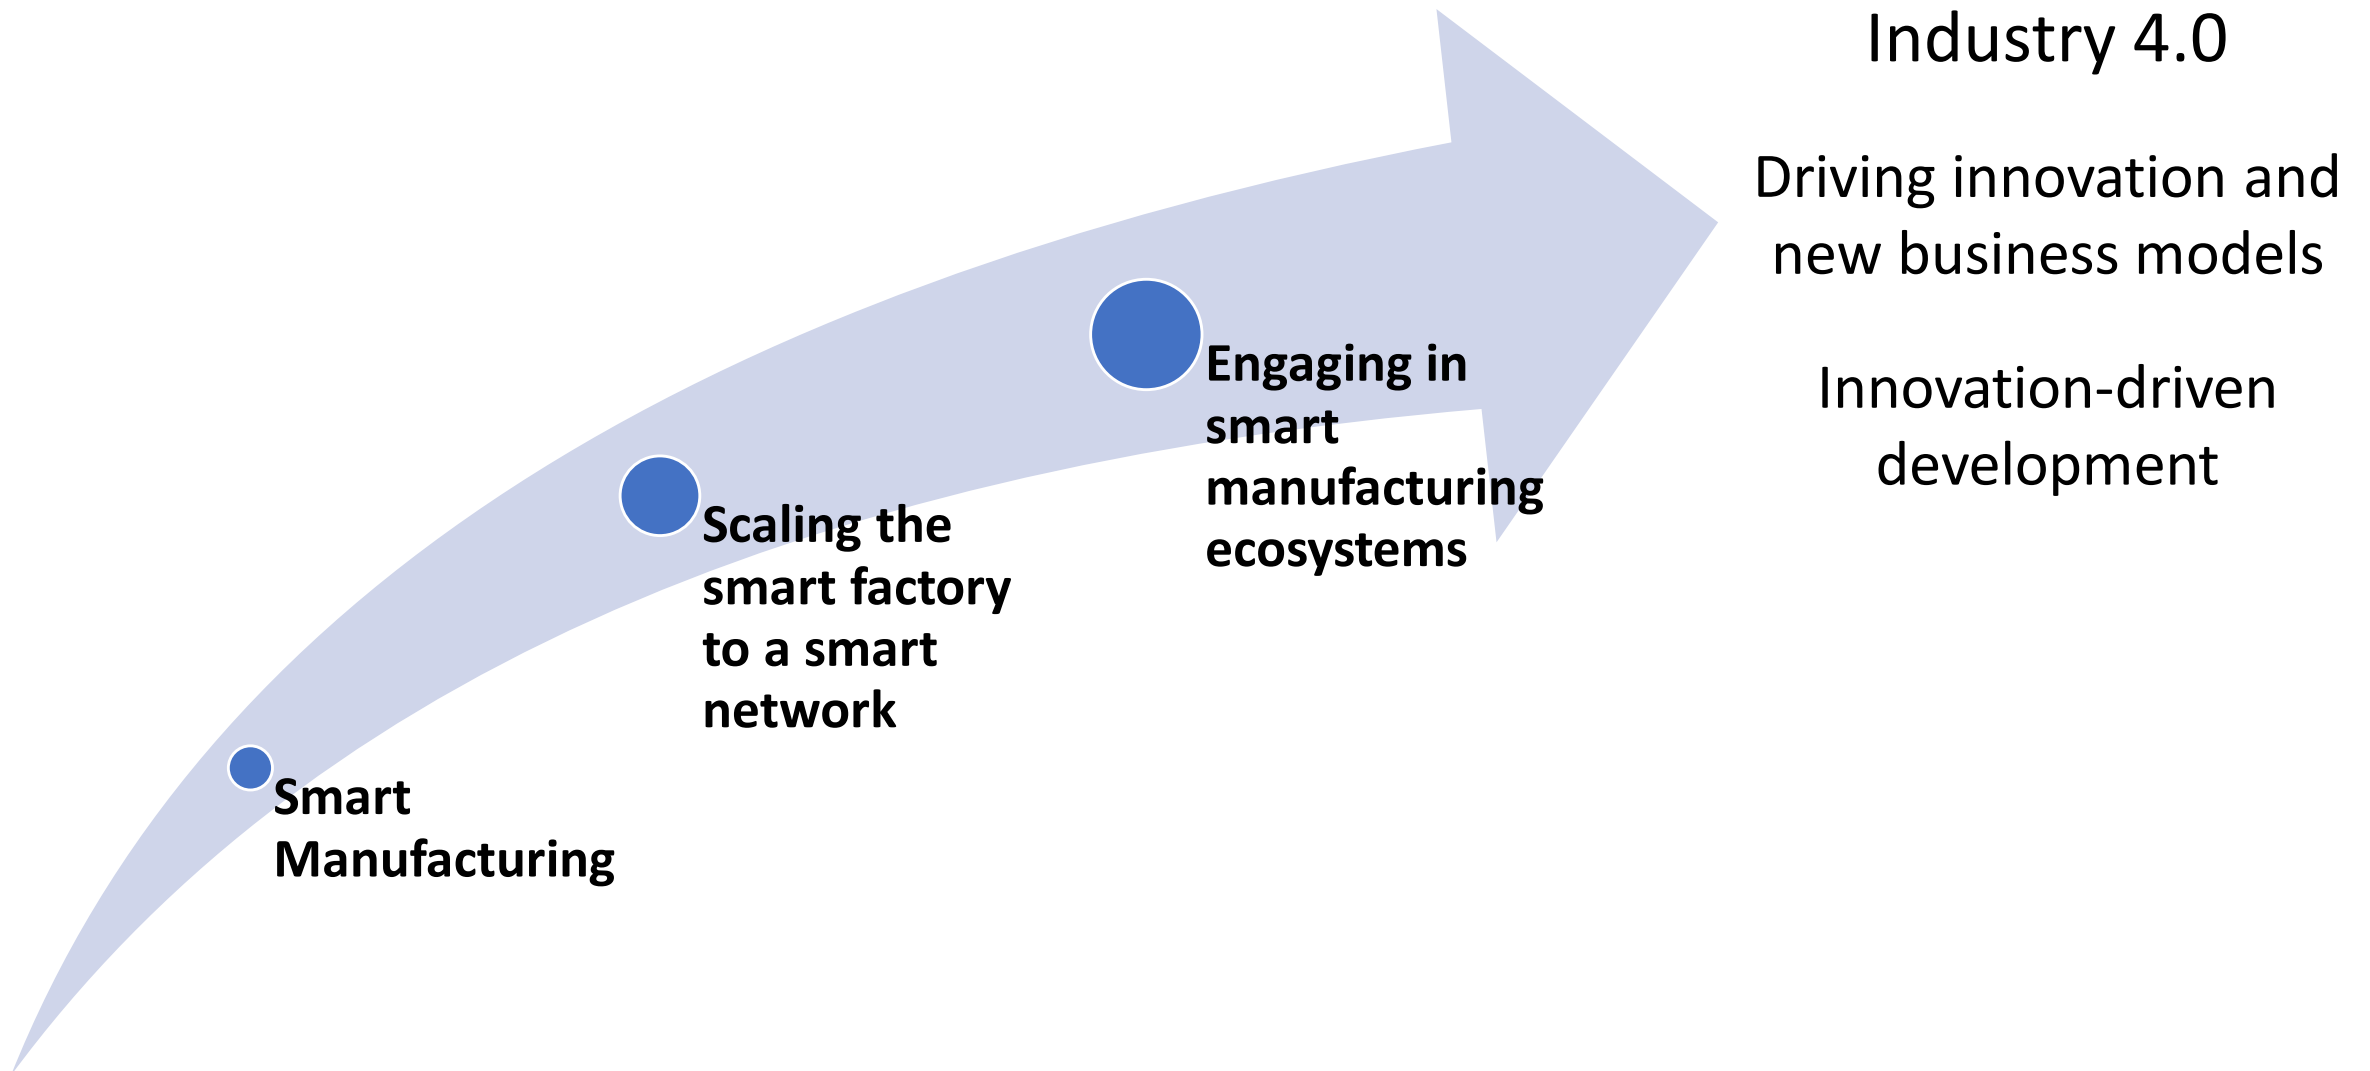 Industry 4.0
Driving innovation and
new business models
Innovation-driven
development
Engaging in
smart
manufacturing
ecosystems
Scaling the
smart factory
to a smart
network
Smart
Manufacturing